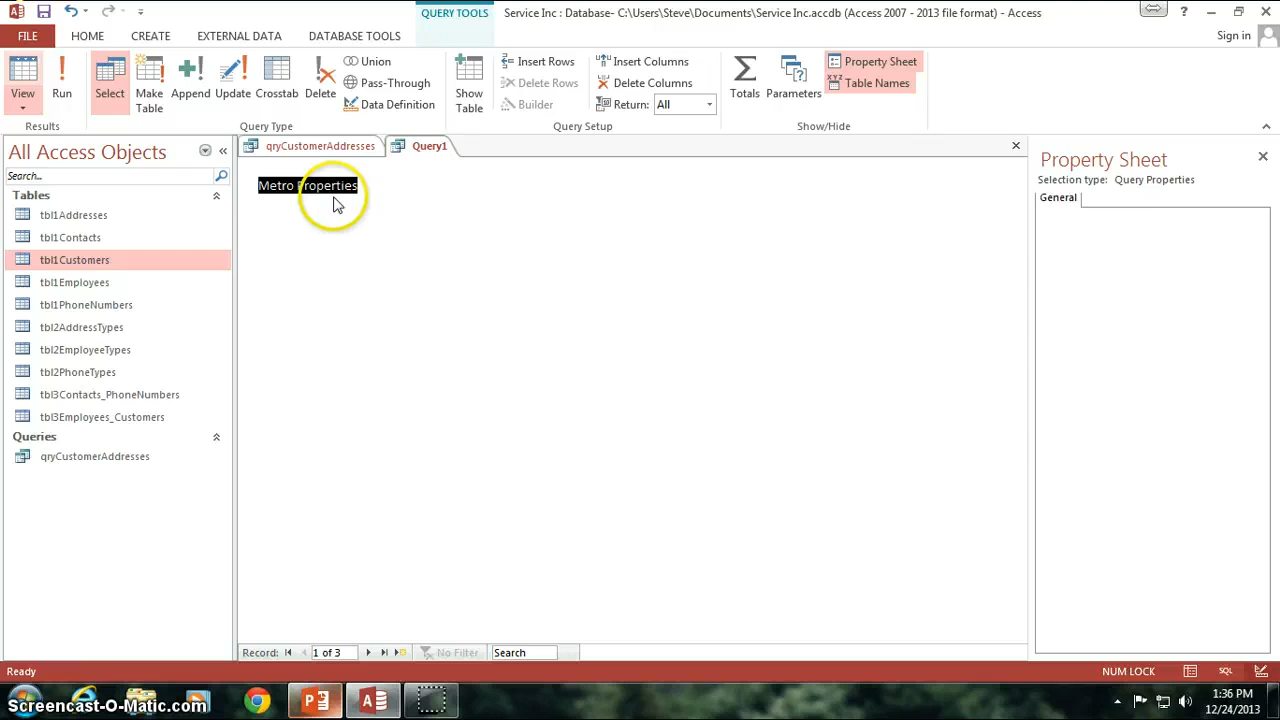 QUERY TOOLS
Service Inc : Database- C:\Users\Steve\Documents\Service Inc.accdb (Access 2007 - 2013 file format) - Access
?
FILE
HOME
CREATE
EXTERNAL DATA
DATABASE TOOLS
DESIGN
Sign in
View
Run
Select
Make
Table
Append
Update
Crosstab
Delete
Union
Pass-Through
Data Definition
Show
Table
Insert Rows
Delete Rows
Builder
Insert Columns
Delete Columns
Return: All
Totals
Parameters
Property Sheet
XYZ
Table Names
Results
Query Type
Query Setup
Show/Hide
All Access Objects
Search...
Tables
tbl1Addresses
tbl1Contacts
tbl1Customers
tbl1Employees
tbl1PhoneNumbers
tbl2AddressTypes
tbl2EmployeeTypes
tbl2PhoneTypes
tbl3Contacts_PhoneNumbers
tbl3Employees_Customers
Queries
qryCustomerAddresses
qryCustomerAddresses
Query1
Metro Properties
Property Sheet
Selection type: Query Properties
General
Record:
1 of 3
No Filter
Search
Ready
NUM LOCK
SQL
Screencast-O-Matic.com
1:36 PM
12/24/2013